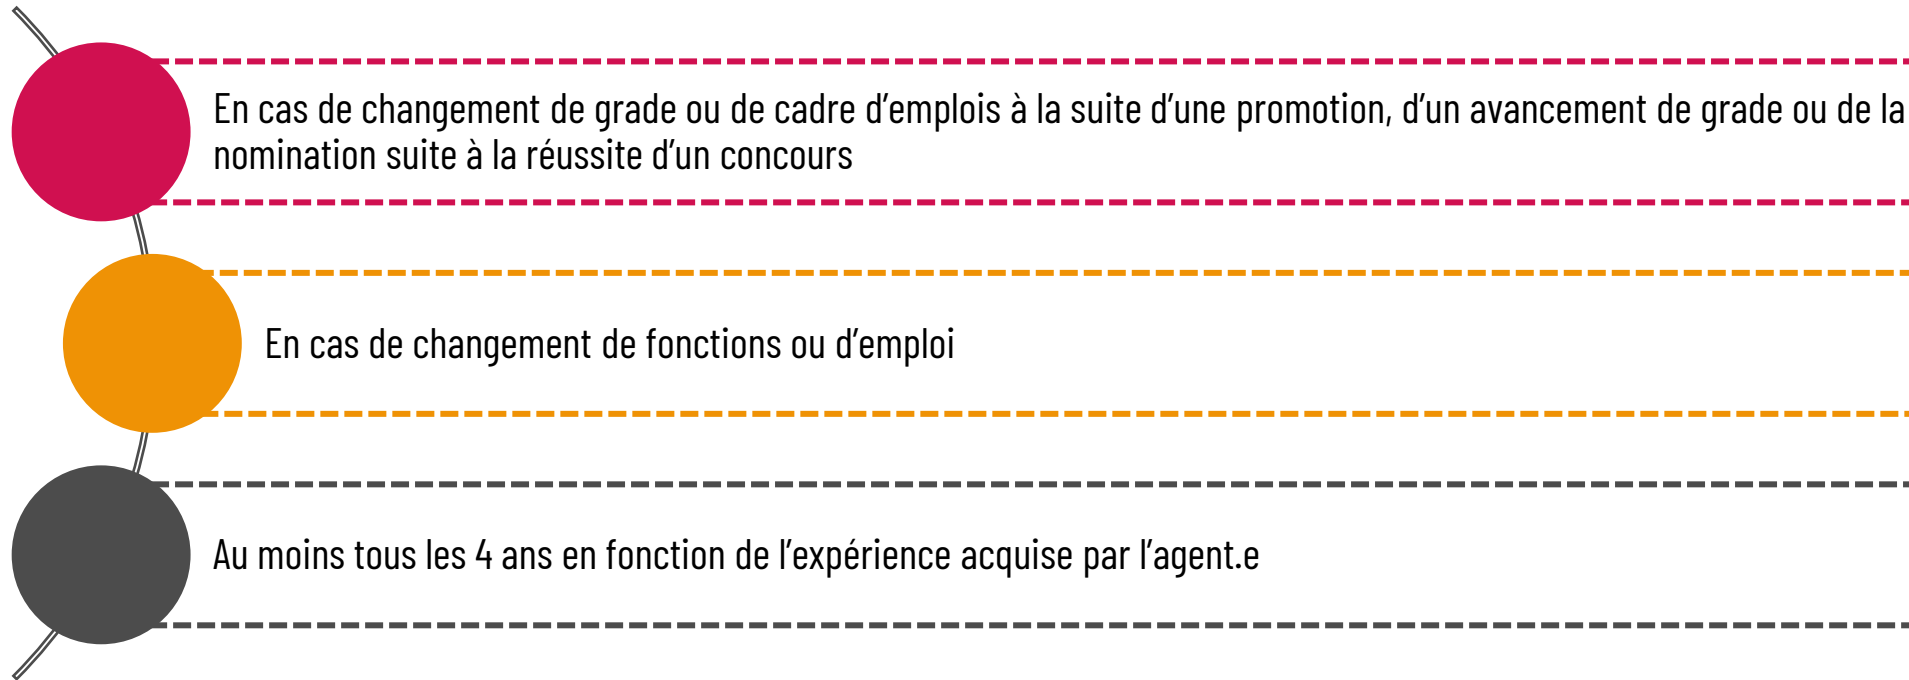 En cas de changement de grade ou de cadre d’emplois à la suite d’une promotion, d’un avancement de grade ou de la
nomination suite à la réussite d’un concours
En cas de changement de fonctions ou d’emploi
Au moins tous les 4 ans en fonction de l’expérience acquise par l’agent.e